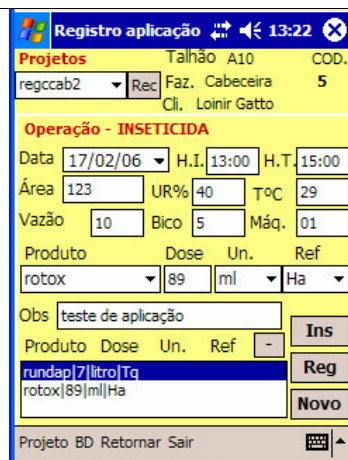 Registro aplicação 13:22
Projetos Talhão A10 COD.
regccab2 Rec Faz. Cabeceira 5
Cli. Loinir Gatto
Operação - INSETICIDA
Data 17/02/06 H.I. 13:00 H.T. 15:00
Área 123 UR% 40 TºC 29
Vazão 10 Bico 5 Máq. 01
Produto Dose Un. Ref
rotox 89 ml Ha
Obs teste de aplicação Ins
Produto Dose Un. Ref -
rundap|7|litro|Tq Reg
rotox|89|ml|Ha
Novo
Projeto BD Retornar Sair